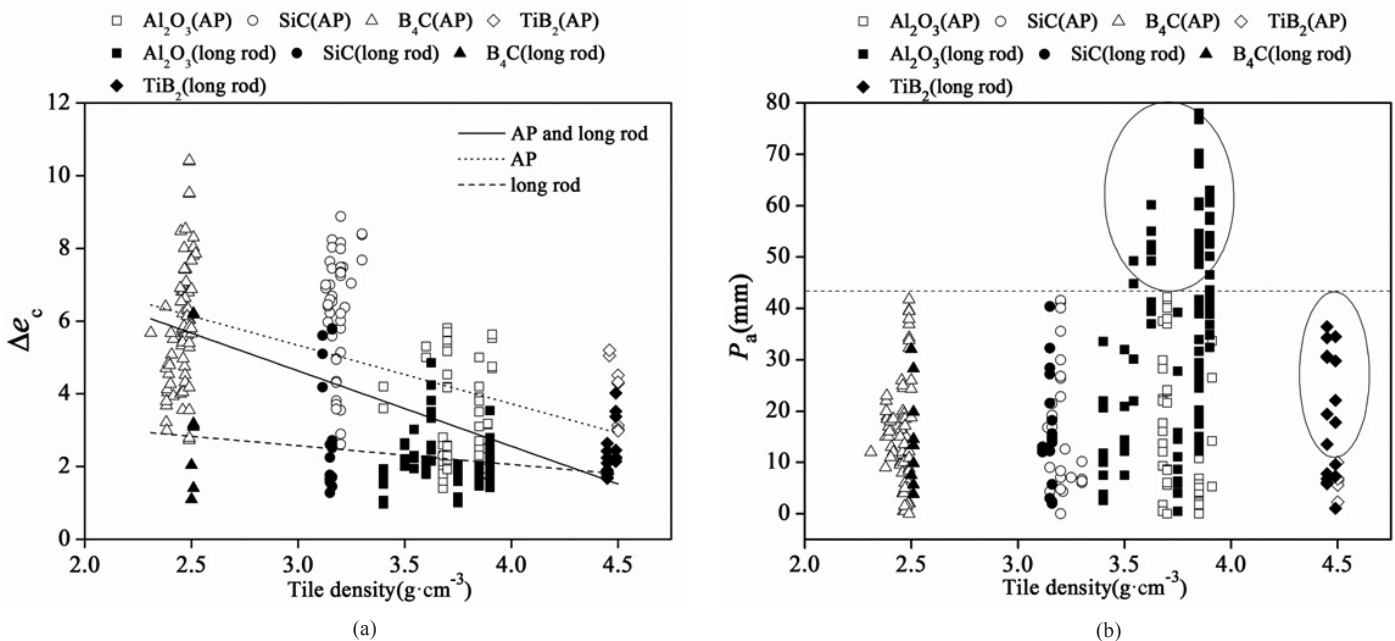 (a)
□ Al₂O₃(AP) ○ SiC(AP) △ B₄C(AP) ◇ TiB₂(AP)
■ Al₂O₃(long rod) ● SiC(long rod) ▲ B₄C(long rod)
◆ TiB₂(long rod)
12
10
8
6
4
2
0
Δe_c
AP and long rod
AP
long rod
2.0 2.5 3.0 3.5 4.0 4.5
Tile density(g·cm⁻³)
(a)
(b)
□ Al₂O₃(AP) ○ SiC(AP) △ B₄C(AP) ◇ TiB₂(AP)
■ Al₂O₃(long rod) ● SiC(long rod) ▲ B₄C(long rod)
◆ TiB₂(long rod)
80
70
60
50
40
30
20
10
0
P_a(mm)
2.0 2.5 3.0 3.5 4.0 4.5
Tile density(g·cm⁻³)
(b)